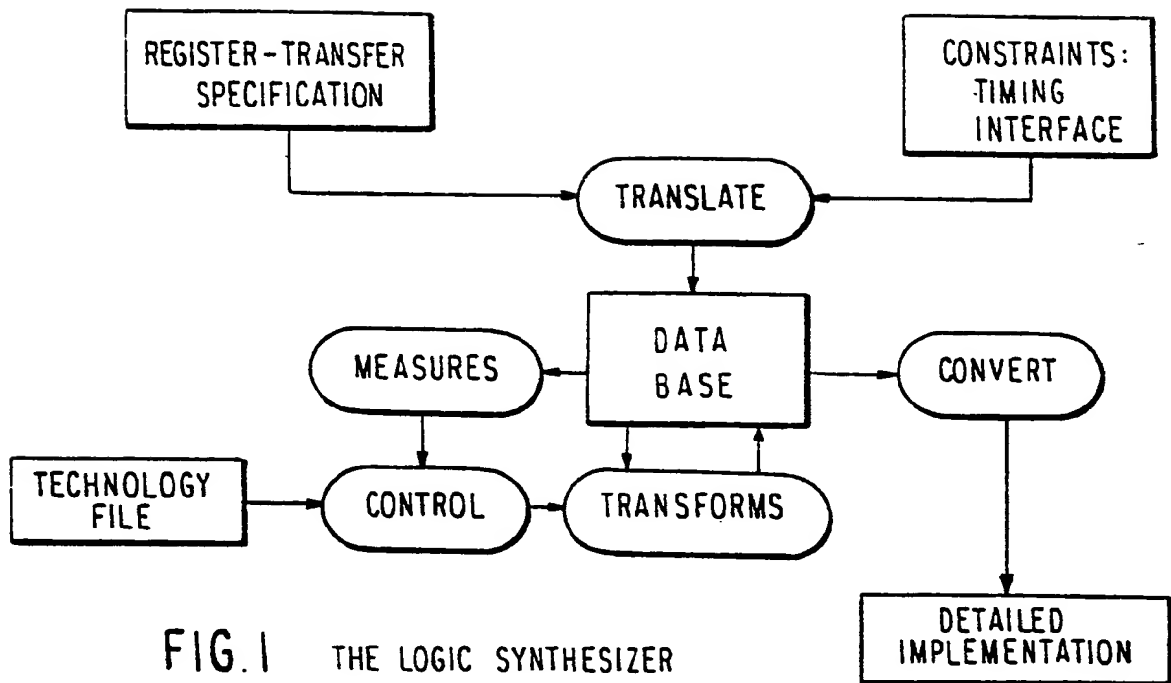 REGISTER-TRANSFER
SPECIFICATION
CONSTRAINTS:
TIMING
INTERFACE
TRANSLATE
DATA
BASE
MEASURES
CONVERT
TECHNOLOGY
FILE
CONTROL
TRANSFORMS
DETAILED
IMPLEMENTATION
FIG. 1 THE LOGIC SYNTHESIZER